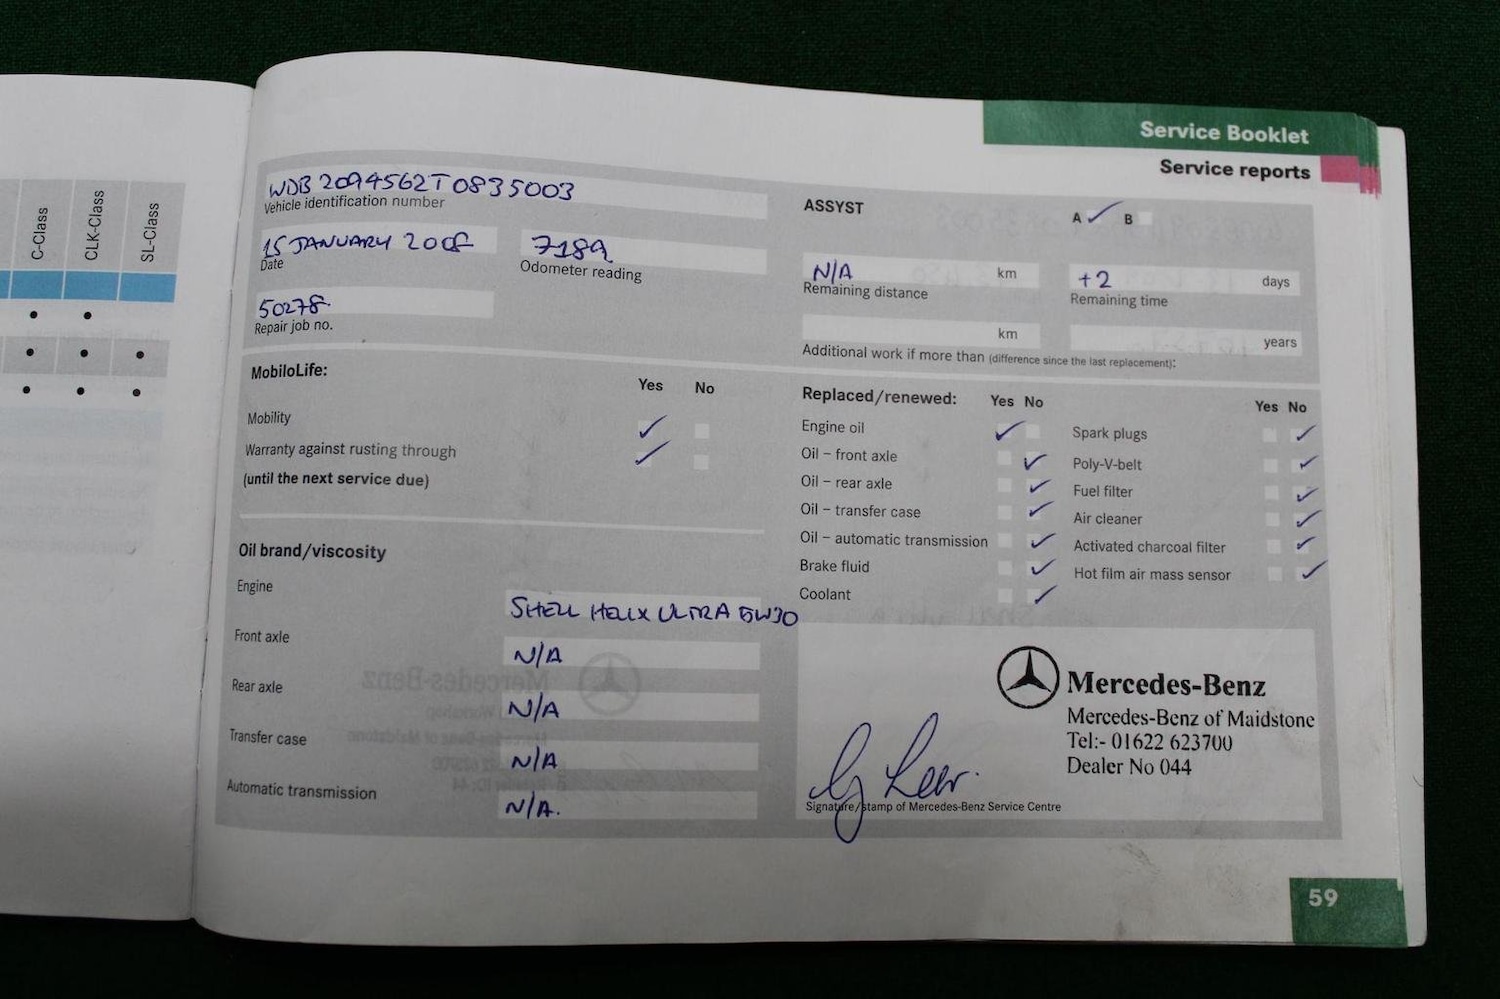 C-Class
CLK-Class
SL-Class
Service Booklet
Service reports
WDB 2094562T0835003
Vehicle identification number
15 JANUARY 2008
Date
7189
Odometer reading
50278
Repair job no.
ASSYST
A ✓ B
N/A km
Remaining distance
+2 days
Remaining time
km
years
Additional work if more than (difference since the last replacement):
MobiloLife:
Yes No
Mobility ✓
Warranty against rusting through ✓
(until the next service due)
Oil brand/viscosity
Engine
SHELL HELIX ULTRA 5W30
Front axle
N/A
Rear axle
N/A
Transfer case
N/A
Automatic transmission
N/A.
Replaced/renewed: Yes No
Engine oil ✓
Oil – front axle ✓
Oil – rear axle ✓
Oil – transfer case ✓
Oil – automatic transmission ✓
Brake fluid ✓
Coolant ✓
Yes No
Spark plugs ✓
Poly-V-belt ✓
Fuel filter ✓
Air cleaner ✓
Activated charcoal filter ✓
Hot film air mass sensor ✓
Mercedes-Benz
Mercedes-Benz of Maidstone
Tel:- 01622 623700
Dealer No 044
Signature/stamp of Mercedes-Benz Service Centre
59